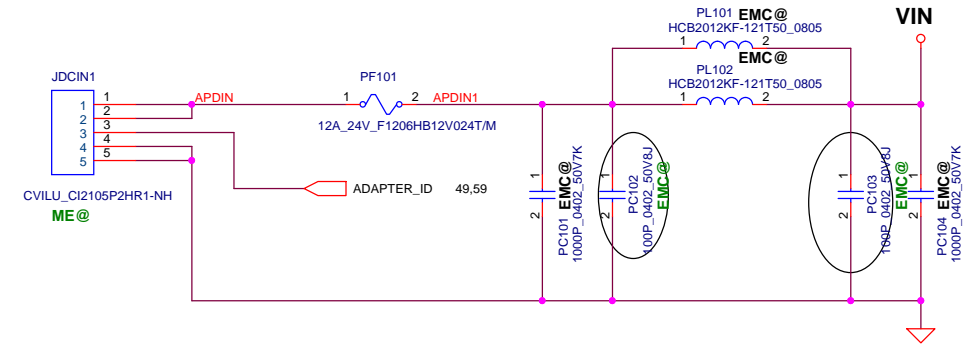 PL101 EMC@
HCB2012KF-121T50_0805
1 2
EMC@
PL102
HCB2012KF-121T50_0805
1 2
VIN
JDCIN1
1 1
2 2
3 3
4 4
5 5
CVILU_CI2105P2HR1-NH
ME@
APDIN
PF101
1 2
APDIN1
12A_24V_F1206HB12V024T/M
ADAPTER_ID 49,59
1
2
PC101 EMC@
1000P_0402_50V7K
1
2
PC102
100P_0402_50V8J
EMC@
1
2
PC103
100P_0402_50V8J
EMC@
1
2
PC104 EMC@
1000P_0402_50V7K